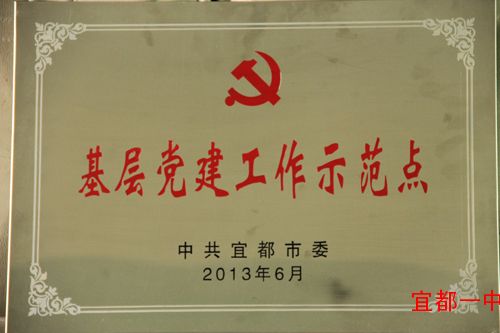 基层党建工作示范点
中共宜都市委
2013年6月
宜都一中